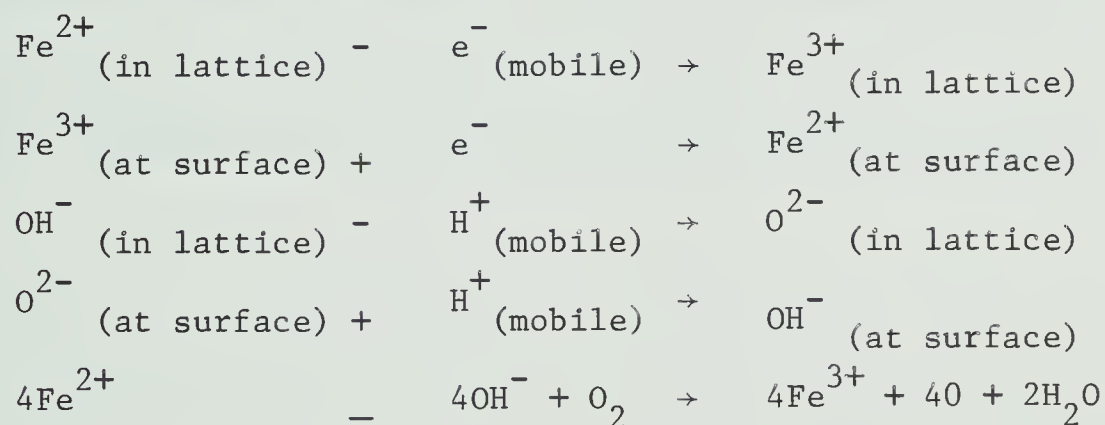 Fe²⁺ (in lattice) - e⁻ (mobile) → Fe³⁺ (in lattice)
Fe³⁺ (at surface) + e⁻ → Fe²⁺ (at surface)
OH⁻ (in lattice) - H⁺ (mobile) → O²⁻ (in lattice)
O²⁻ (at surface) + H⁺ (mobile) → OH⁻ (at surface)
4Fe²⁺ _ 4OH⁻ + O₂ → 4Fe³⁺ + 40 + 2H₂O